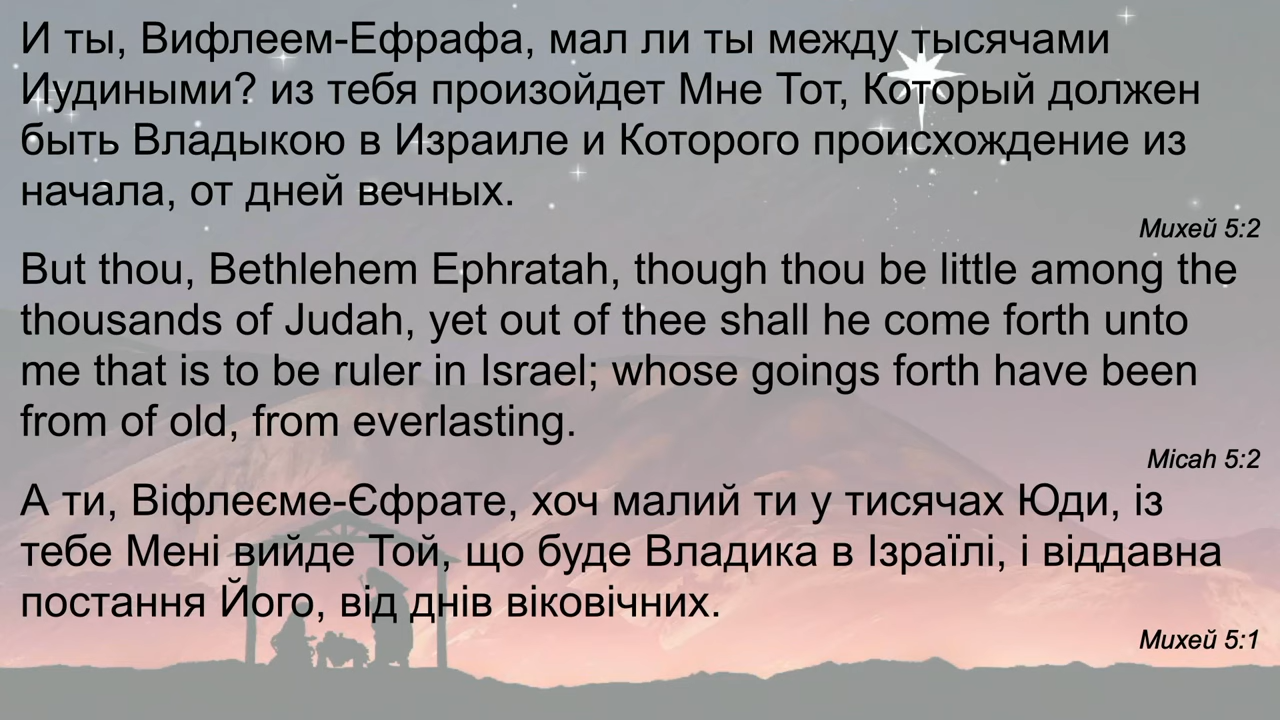 И ты, Вифлеем-Ефрафа, мал ли ты между тысячами
Иудиными? из тебя произойдет Мне Тот, Который должен
быть Владыкою в Израиле и Которого происхождение из
начала, от дней вечных.
Михей 5:2
But thou, Bethlehem Ephratah, though thou be little among the
thousands of Judah, yet out of thee shall he come forth unto
me that is to be ruler in Israel; whose goings forth have been
from of old, from everlasting.
Micah 5:2
А ти, Віфлеєме-Єфрате, хоч малий ти у тисячах Юди, із
тебе Мені вийде Той, що буде Владика в Ізраїлі, і віддавна
постання Його, від днів віковічних.
Михей 5:1